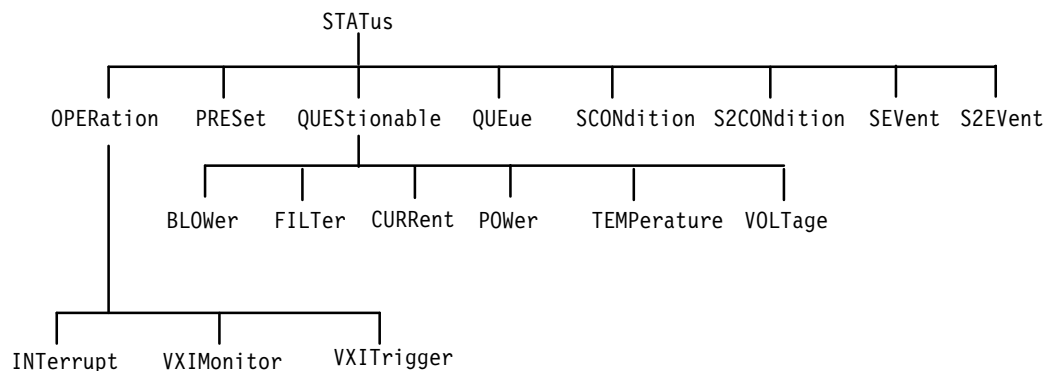 STATus
OPERation PRESet QUEStionable QUEue SCONdition S2CONdition SEVent S2EVent
BLOWer FILTer CURRent POWer TEMPerature VOLTage
INTerrupt VXIMonitor VXITrigger